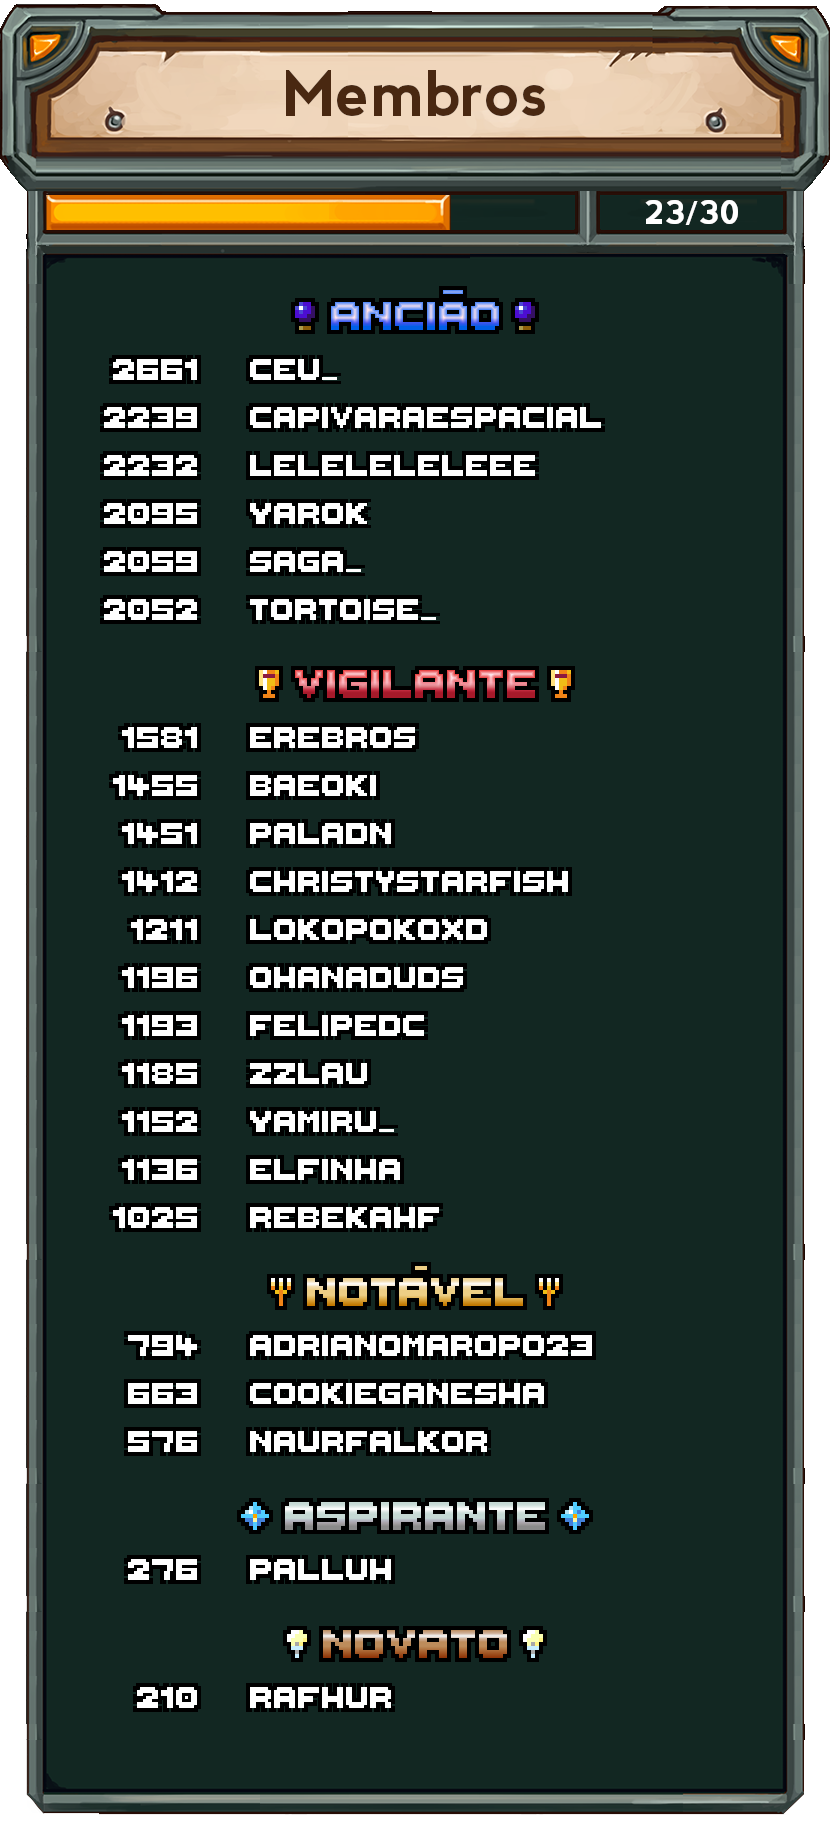 Membros
23/30
ANCIÃO
2661 CEU_
2239 CAPIVARAESPACIAL
2232 LELELELELEEE
2095 YAROK
2059 SAGA_
2052 TORTOISE_
VIGILANTE
1581 EREBROS
1455 BAEOKI
1451 PALADN
1412 CHRISTYSTARFISH
1211 LOKOPOKOXD
1196 OHANADUDS
1193 FELIPEDC
1185 ZZLAU
1152 YAMIRU_
1136 ELFINHA
1025 REBEKAHF
NOTÁVEL
794 ADRIANOMAROPO23
663 COOKIEGANESHA
576 NAURFALKOR
ASPIRANTE
276 PALLUH
NOVATO
210 RAFHUR